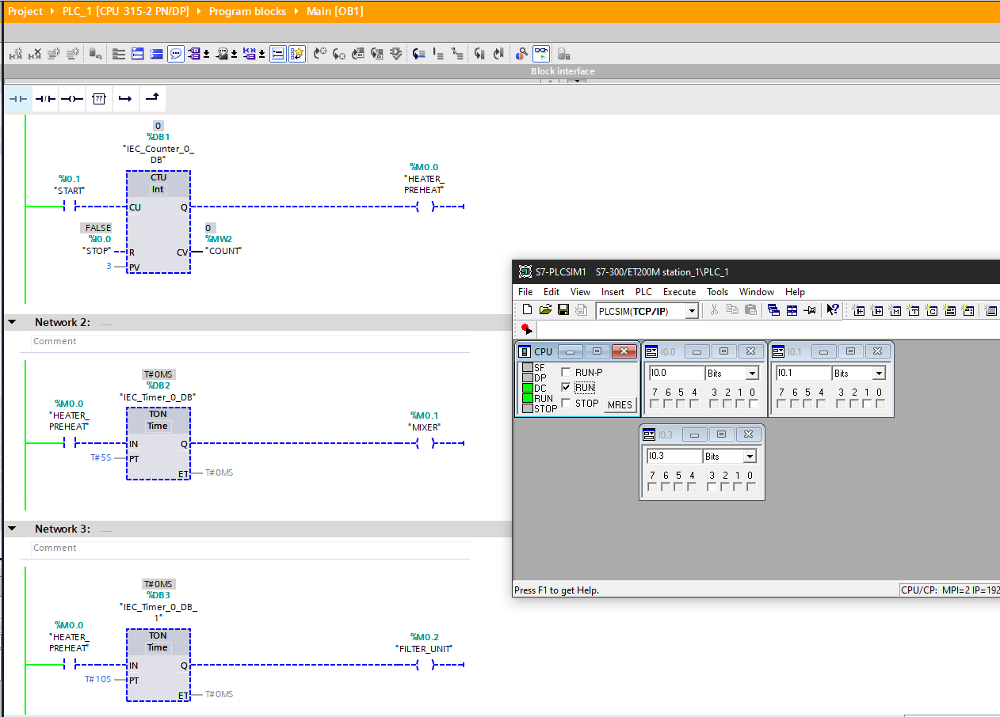 Project ▸ PLC_1 [CPU 315-2 PN/DP] ▸ Program blocks ▸ Main [OB1]
Block interface
??
0
%DB1
"IEC_Counter_0_
DB"
%I0.1
"START"
CTU
Int
CU Q
%M0.0
"HEATER_
PREHEAT"
FALSE
%I0.0
"STOP" R
0
%MW2
CV "COUNT"
3 PV
Network 2: .....
Comment
T#0MS
%DB2
"IEC_Timer_0_DB"
%M0.0
"HEATER_
PREHEAT"
TON
Time
IN Q
%M0.1
"MIXER"
T#5S PT
ET T#0MS
Network 3: .....
Comment
T#0MS
%DB3
"IEC_Timer_0_DB_
1"
%M0.0
"HEATER_
PREHEAT"
TON
Time
IN Q
%M0.2
"FILTER_UNIT"
T#10S PT
ET T#0MS
S7-PLCSIM1 S7-300/ET200M station_1\PLC_1
File Edit View Insert PLC Execute Tools Window Help
PLCSIM(TCP/IP)
CPU
SF
DP
DC
RUN
STOP
RUN-P
RUN
STOP MRES
I0.0
I0.0 Bits
7 6 5 4 3 2 1 0
I0.1
I0.1 Bits
7 6 5 4 3 2 1 0
I0.3
I0.3 Bits
7 6 5 4 3 2 1 0
Press F1 to get Help.
CPU/CP: MPI=2 IP=192